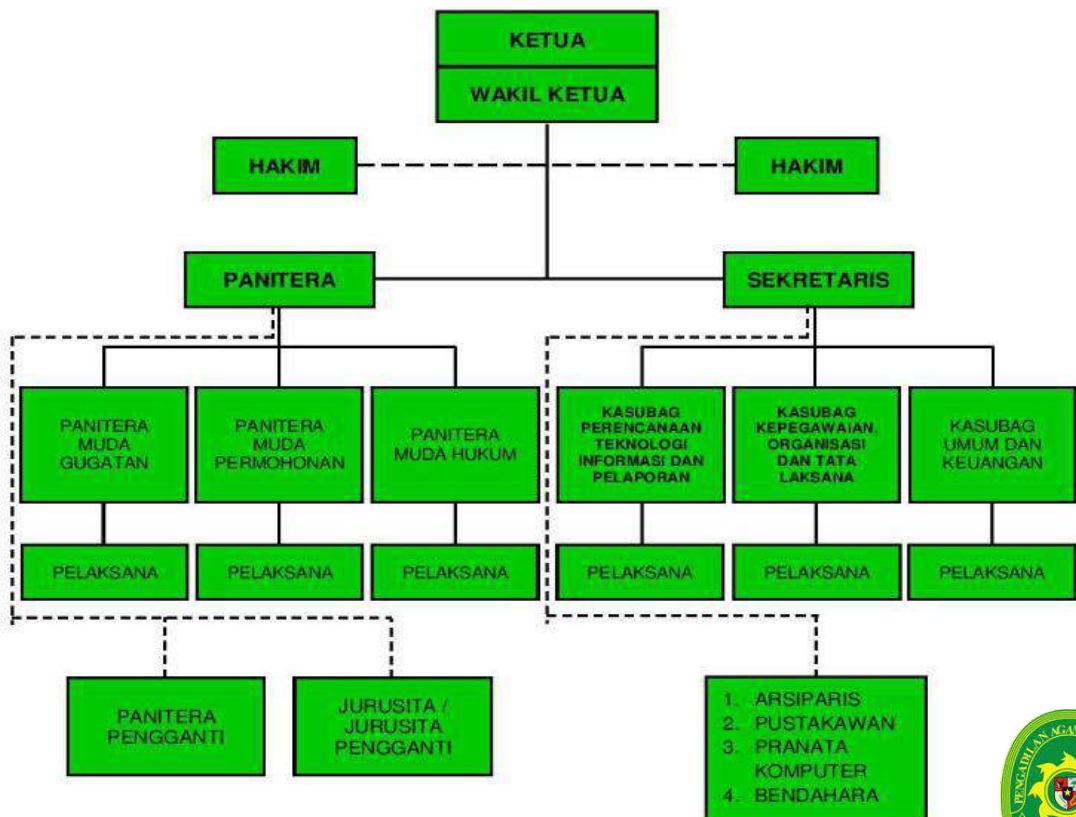 KETUA
WAKIL KETUA
HAKIM
HAKIM
PANITERA
SEKRETARIS
PANITERA
MUDA
GUGATAN
PANITERA
MUDA
PERMOHONAN
PANITERA
MUDA HUKUM
KASUBAG
PERENCANAAN
TEKNOLOGI
INFORMASI DAN
PELAPORAN
KASUBAG
KEPEGAWAIAN,
ORGANISASI
DAN TATA
LAKSANA
KASUBAG
UMUM DAN
KEUANGAN
PELAKSANA
PELAKSANA
PELAKSANA
PELAKSANA
PELAKSANA
PELAKSANA
PANITERA
PENGGANTI
JURUSITA /
JURUSITA
PENGGANTI
1. ARSIPARIS
2. PUSTAKAWAN
3. PRANATA
KOMPUTER
4. BENDAHARA
PENGADILAN